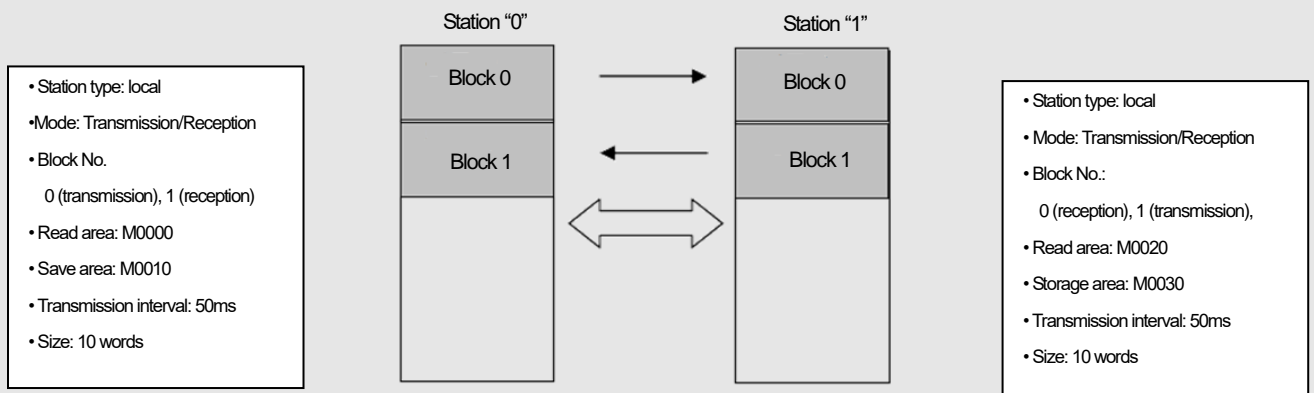 Station “0”
Station “1”
• Station type: local
•Mode: Transmission/Reception
• Block No.
0 (transmission), 1 (reception)
• Read area: M0000
• Save area: M0010
• Transmission interval: 50ms
• Size: 10 words
Block 0
Block 1
Block 0
Block 1
• Station type: local
• Mode: Transmission/Reception
• Block No.:
0 (reception), 1 (transmission),
• Read area: M0020
• Storage area: M0030
• Transmission interval: 50ms
• Size: 10 words